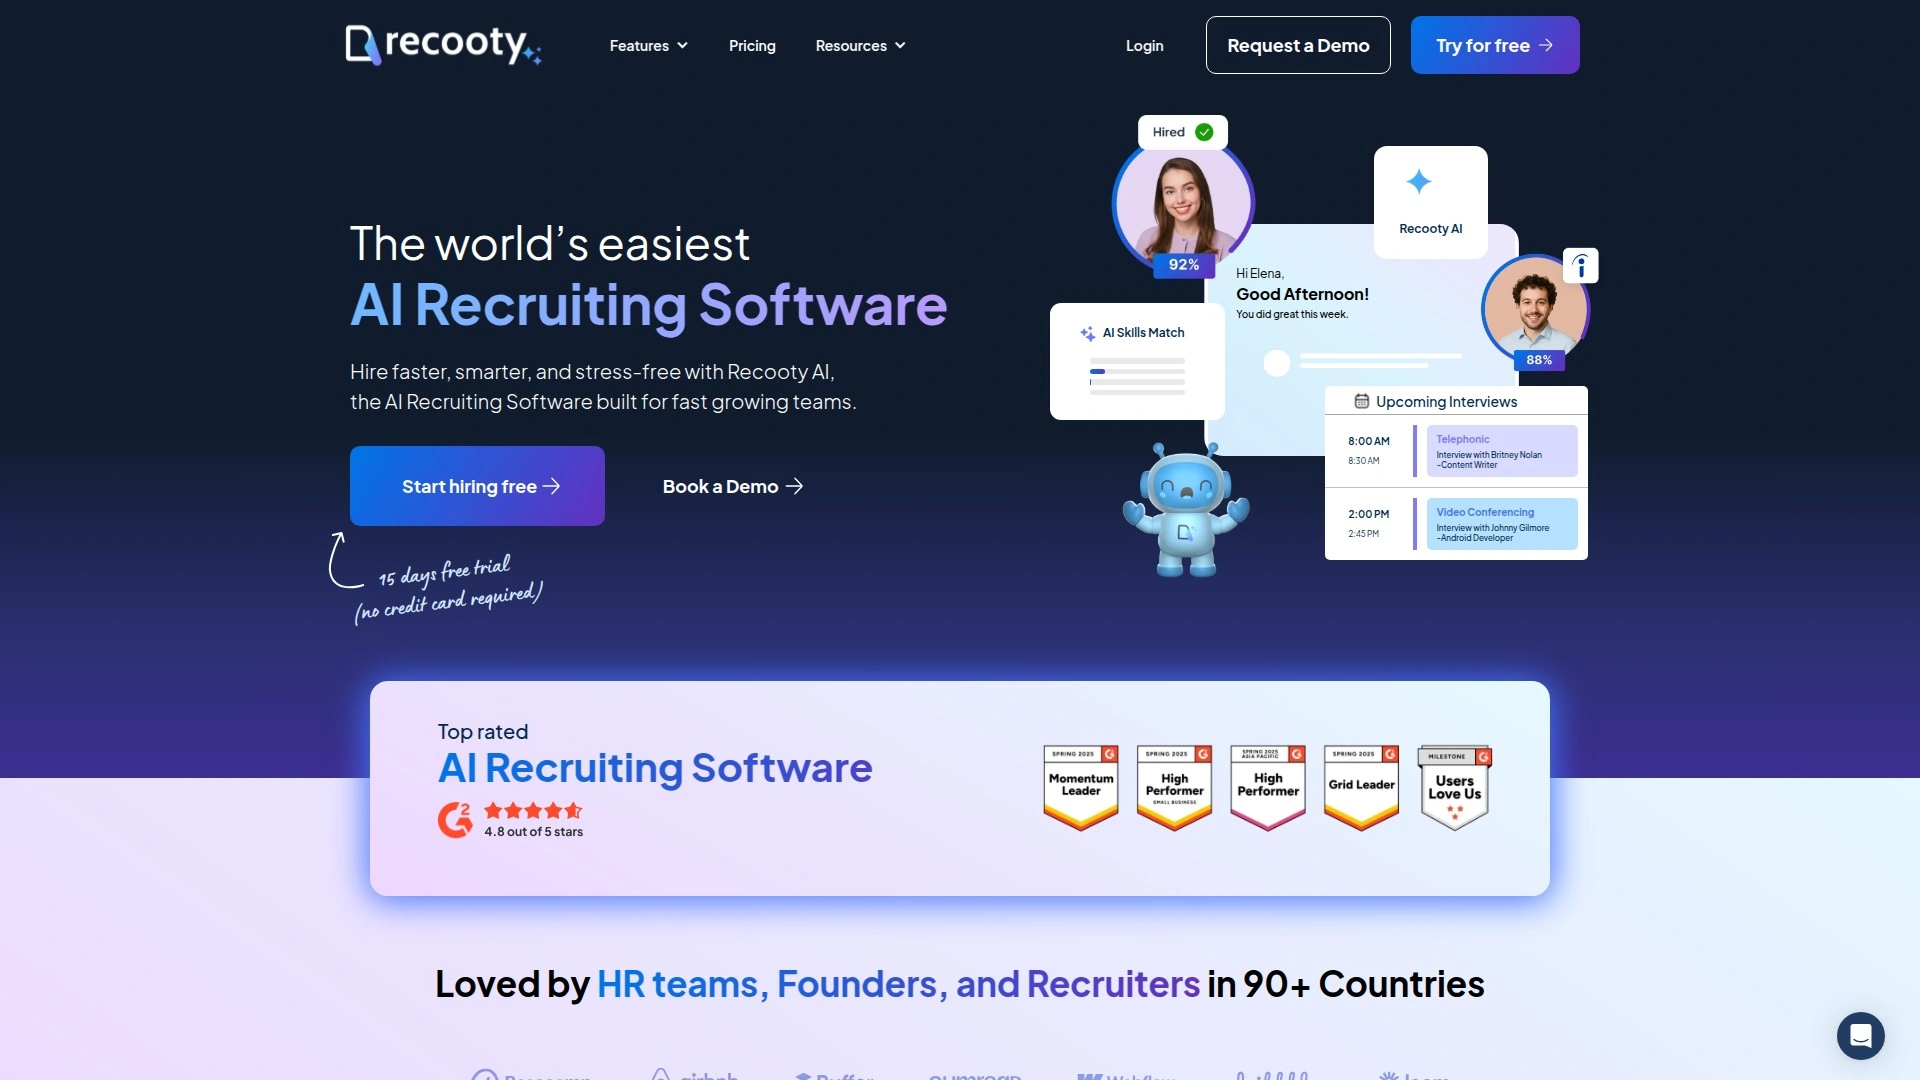 recooty
Features
Pricing
Resources
Login
Request a Demo
Try for free
The world's easiest
AI Recruiting Software
Hire faster, smarter, and stress-free with Recooty AI,
the AI Recruiting Software built for fast growing teams.
Start hiring free
Book a Demo
15 days free trial
(no credit card required)
Hired
92%
Recooty AI
Hi Elena,
Good Afternoon!
You did great this week.
88%
AI Skills Match
Upcoming Interviews
8:00 AM
8:30 AM
Telephonic
Interview with Britney Nolan
-Content Writer
2:00 PM
2:45 PM
Video Conferencing
Interview with Johnny Gilmore
-Android Developer
Top rated
AI Recruiting Software
4.8 out of 5 stars
SPRING 2025
Momentum
Leader
SPRING 2025
High
Performer
SMALL BUSINESS
SPRING 2025
ASIA PACIFIC
High
Performer
SPRING 2025
Grid Leader
MILESTONE
Users
Love Us
Loved by HR teams, Founders, and Recruiters in 90+ Countries
airbnb
Buffer
gumroad
Webflow
loom